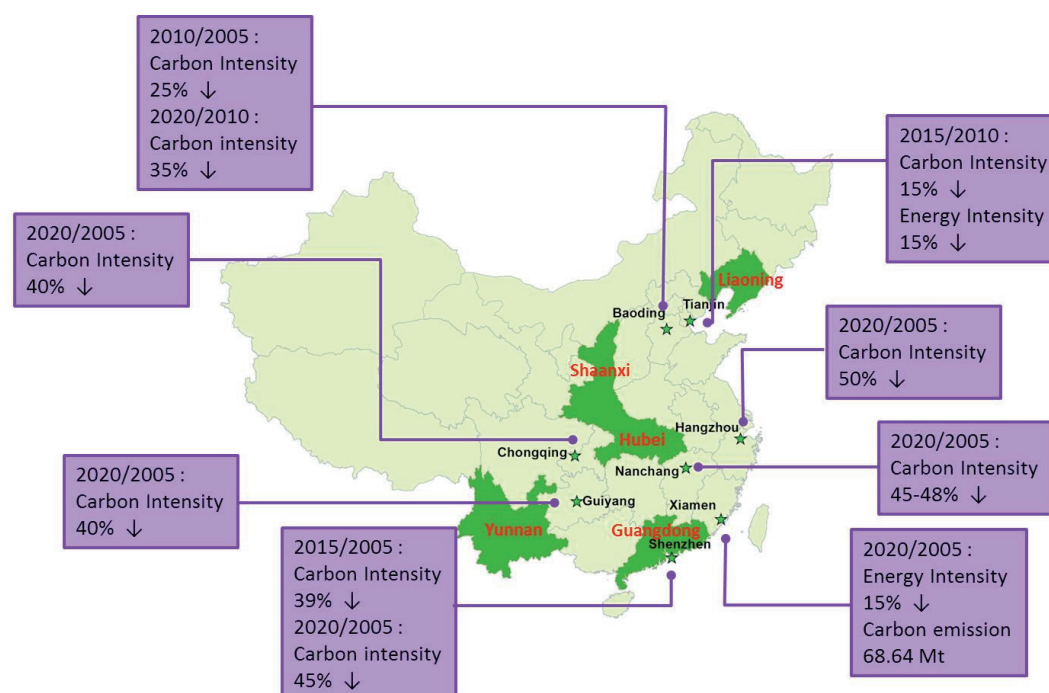 2010/2005 :
Carbon Intensity
25% ↓
2020/2010 :
Carbon intensity
35% ↓
2015/2010 :
Carbon Intensity
15% ↓
Energy Intensity
15% ↓
2020/2005 :
Carbon Intensity
40% ↓
Liaoning
Baoding
Tianjin
2020/2005 :
Carbon Intensity
50% ↓
Shaanxi
Hangzhou
Hubei
Chongqing
Nanchang
2020/2005 :
Carbon Intensity
45-48% ↓
2020/2005 :
Carbon Intensity
40% ↓
Guiyang
Xiamen
Yunnan
Guangdong
Shenzhen
2015/2005 :
Carbon Intensity
39% ↓
2020/2005 :
Carbon intensity
45% ↓
2020/2005 :
Energy Intensity
15% ↓
Carbon emission
68.64 Mt